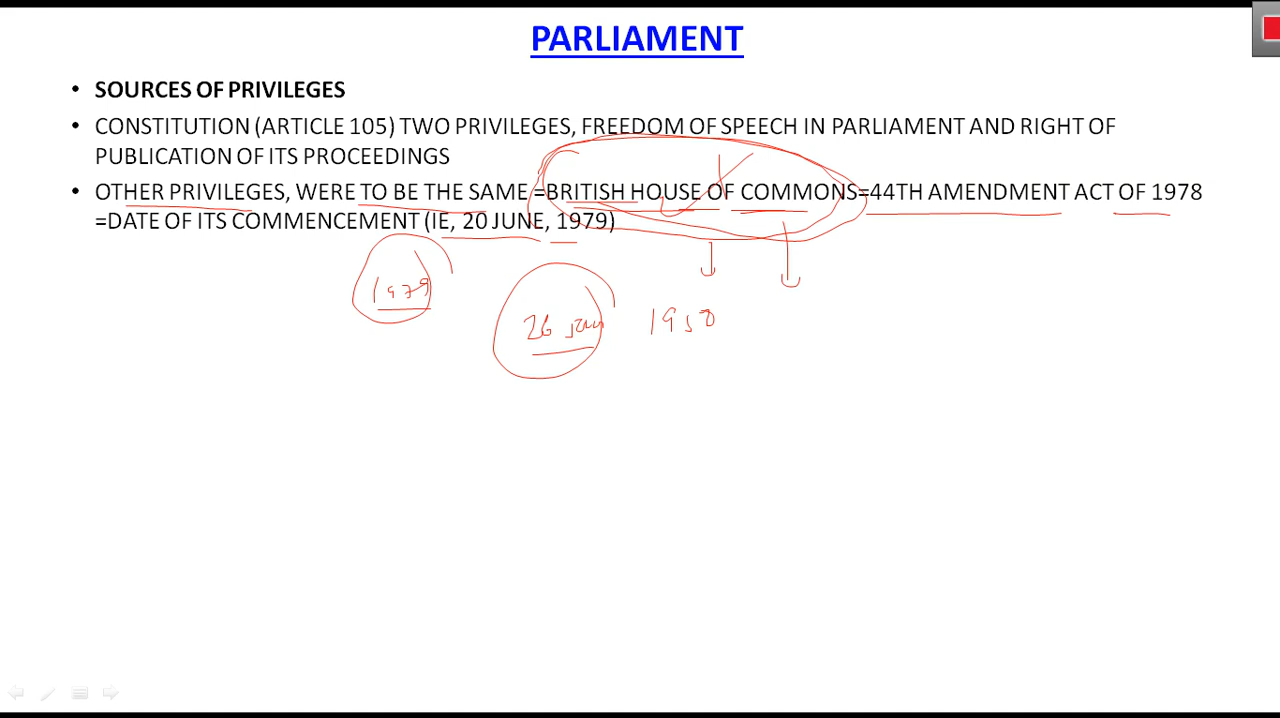 PARLIAMENT
• SOURCES OF PRIVILEGES
• CONSTITUTION (ARTICLE 105) TWO PRIVILEGES, FREEDOM OF SPEECH IN PARLIAMENT AND RIGHT OF
PUBLICATION OF ITS PROCEEDINGS
• OTHER PRIVILEGES, WERE TO BE THE SAME =BRITISH HOUSE OF COMMONS=44TH AMENDMENT ACT OF 1978
=DATE OF ITS COMMENCEMENT (IE, 20 JUNE, 1979)
1979
26 Jan 1950